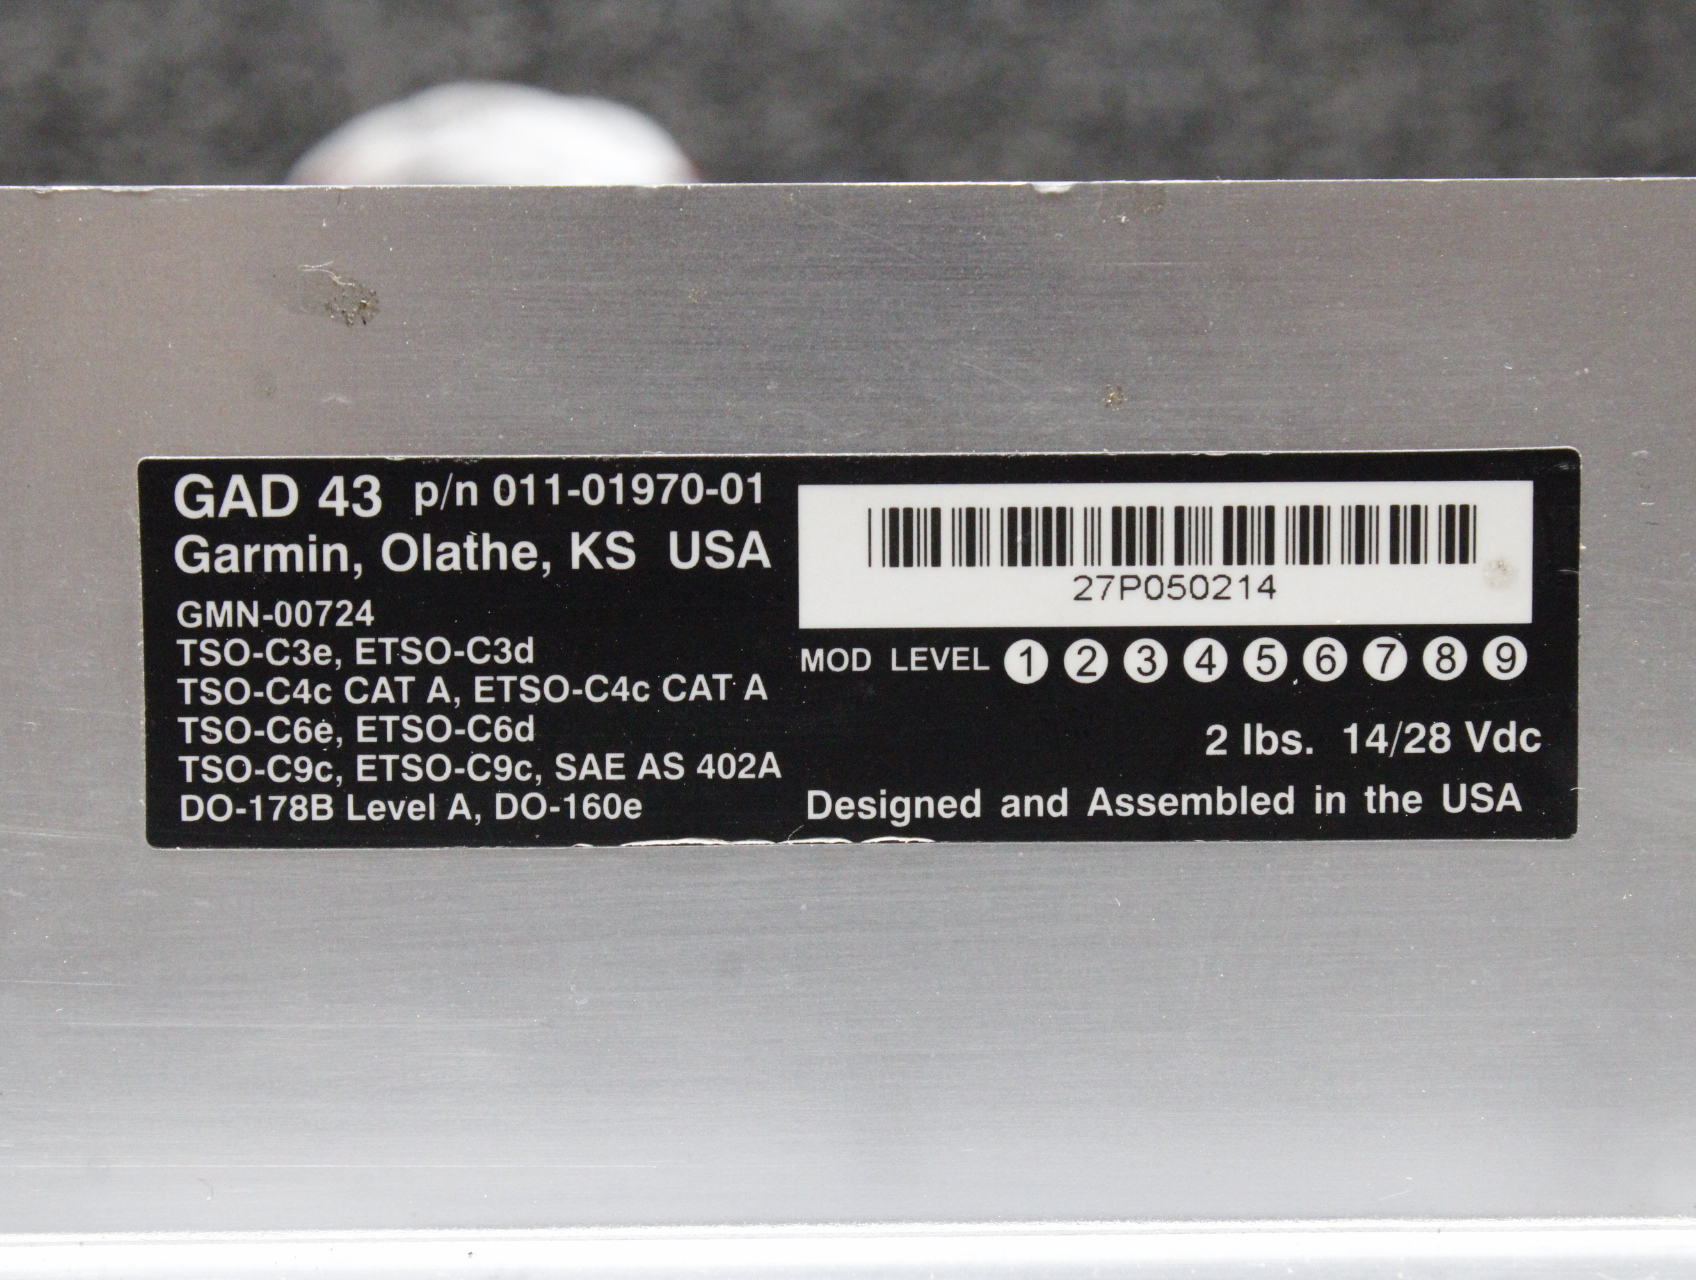 GAD 43 p/n 011-01970-01
Garmin, Olathe, KS USA
GMN-00724
TSO-C3e, ETSO-C3d
TSO-C4c CAT A, ETSO-C4c CAT A
TSO-C6e, ETSO-C6d
TSO-C9c, ETSO-C9c, SAE AS 402A
DO-178B Level A, DO-160e
27P050214
MOD LEVEL 1 2 3 4 5 6 7 8 9
2 lbs. 14/28 Vdc
Designed and Assembled in the USA